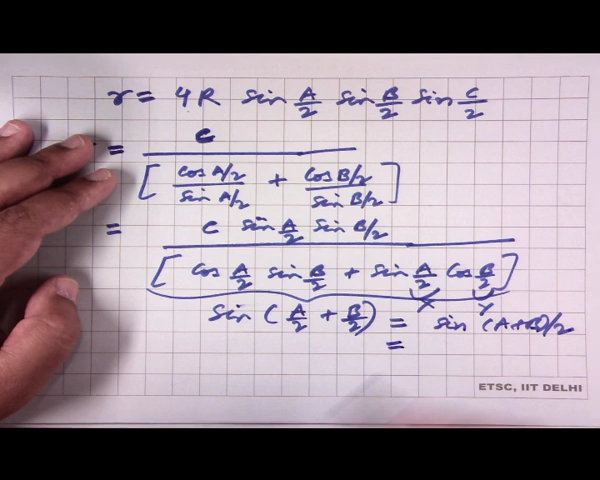 r = 4R sin A/2 sin B/2 sin C/2
= c / [ cos A/2 / sin A/2 + cos B/2 / sin B/2 ]
= c sin A/2 sin B/2 / [ cos A/2 sin B/2 + sin A/2 cos B/2 ]
x y
sin ( A/2 + B/2 ) = sin (A+B)/2
=
ETSC, IIT DELHI